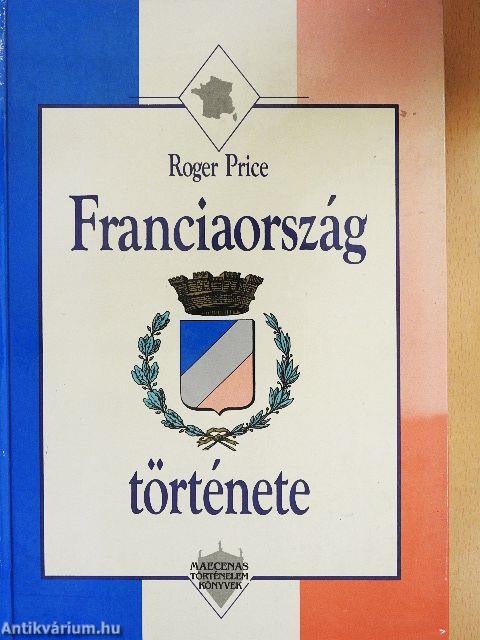 Roger Price
Franciaország
története
MAECENAS
TÖRTÉNELEM
KÖNYVEK
Antikvárium.hu